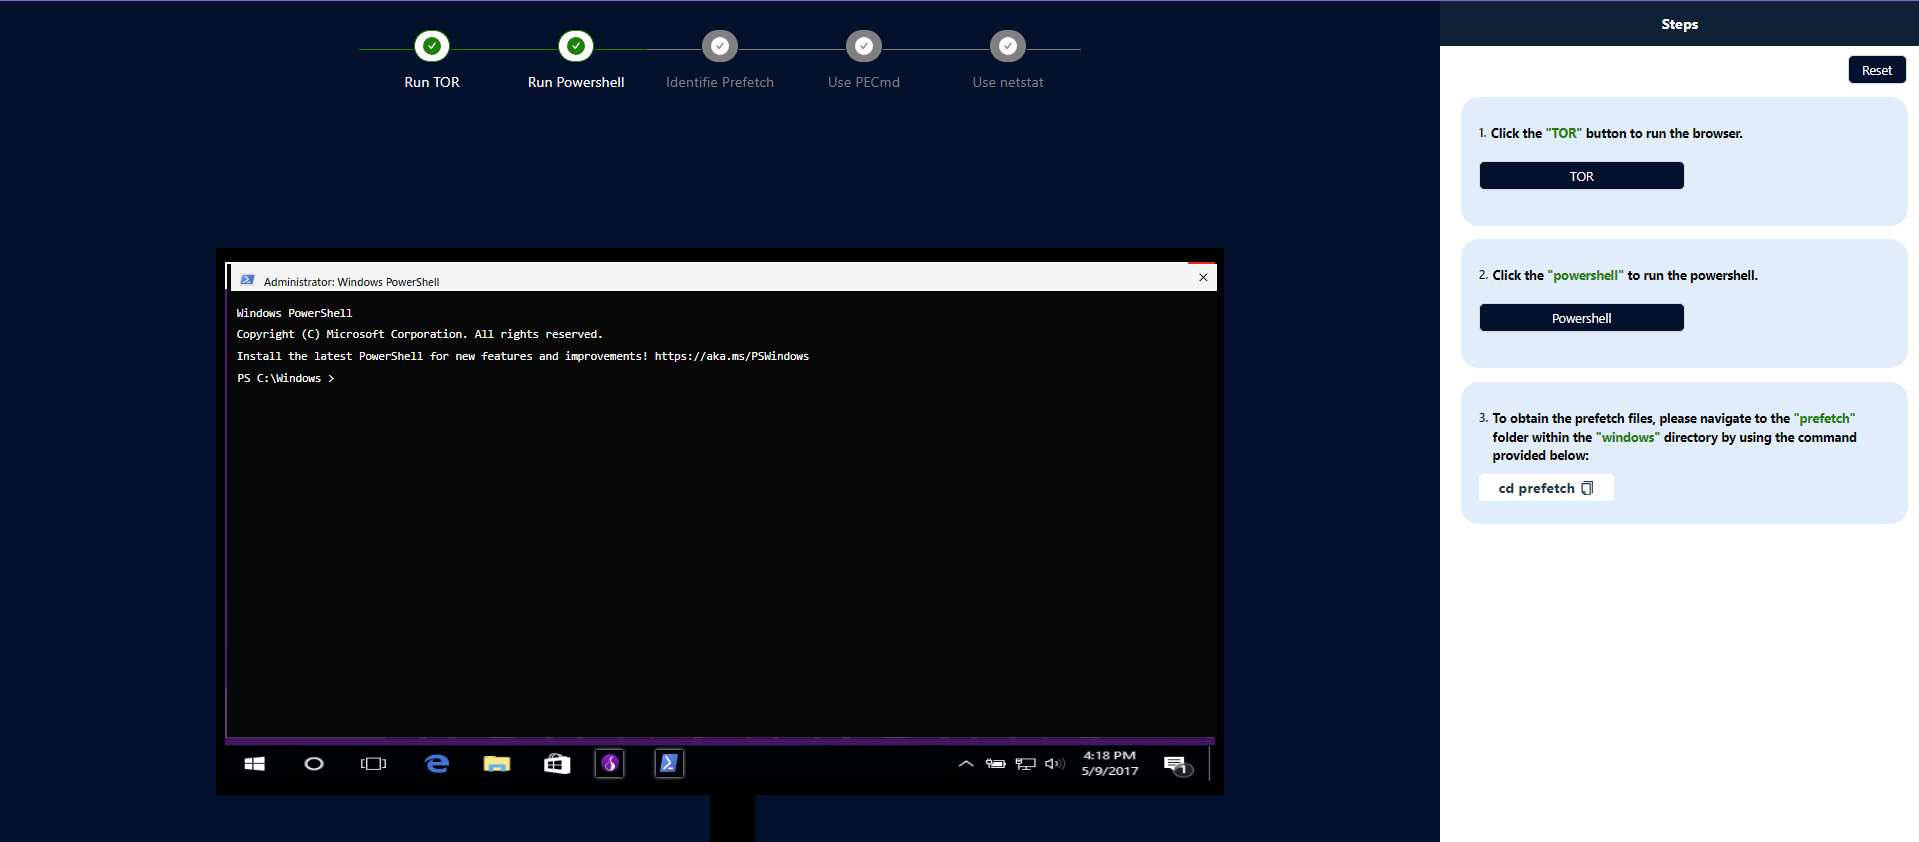 Run TOR
Run Powershell
Identifie Prefetch
Use PECmd
Use netstat
Administrator: Windows PowerShell
Windows PowerShell
Copyright (C) Microsoft Corporation. All rights reserved.
Install the latest PowerShell for new features and improvements! https://aka.ms/PSWindows
PS C:\Windows >
4:18 PM
5/9/2017
1
Steps
Reset
1. Click the "TOR" button to run the browser.
TOR
2. Click the "powershell" to run the powershell.
Powershell
3. To obtain the prefetch files, please navigate to the "prefetch"
folder within the "windows" directory by using the command
provided below:
cd prefetch